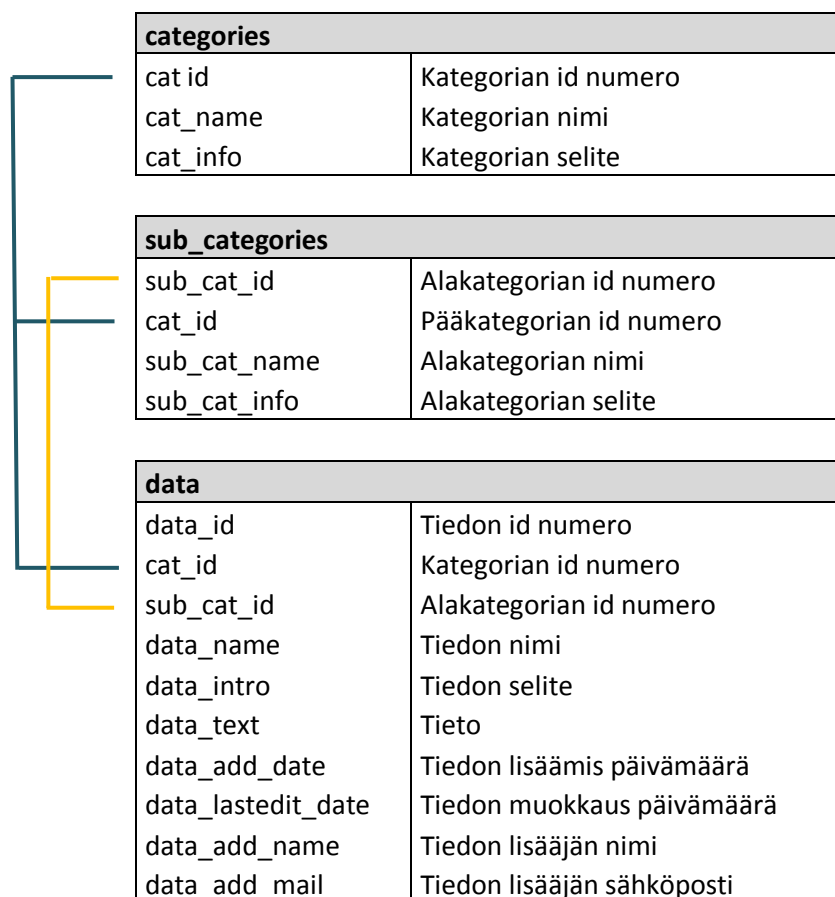 categories
cat id Kategorian id numero
cat_name Kategorian nimi
cat_info Kategorian selite
sub_categories
sub_cat_id Alakategorian id numero
cat_id Pääkategorian id numero
sub_cat_name Alakategorian nimi
sub_cat_info Alakategorian selite
data
data_id Tiedon id numero
cat_id Kategorian id numero
sub_cat_id Alakategorian id numero
data_name Tiedon nimi
data_intro Tiedon selite
data_text Tieto
data_add_date Tiedon lisäämis päivämäärä
data_lastedit_date Tiedon muokkaus päivämäärä
data_add_name Tiedon lisääjän nimi
data_add_mail Tiedon lisääjän sähköposti